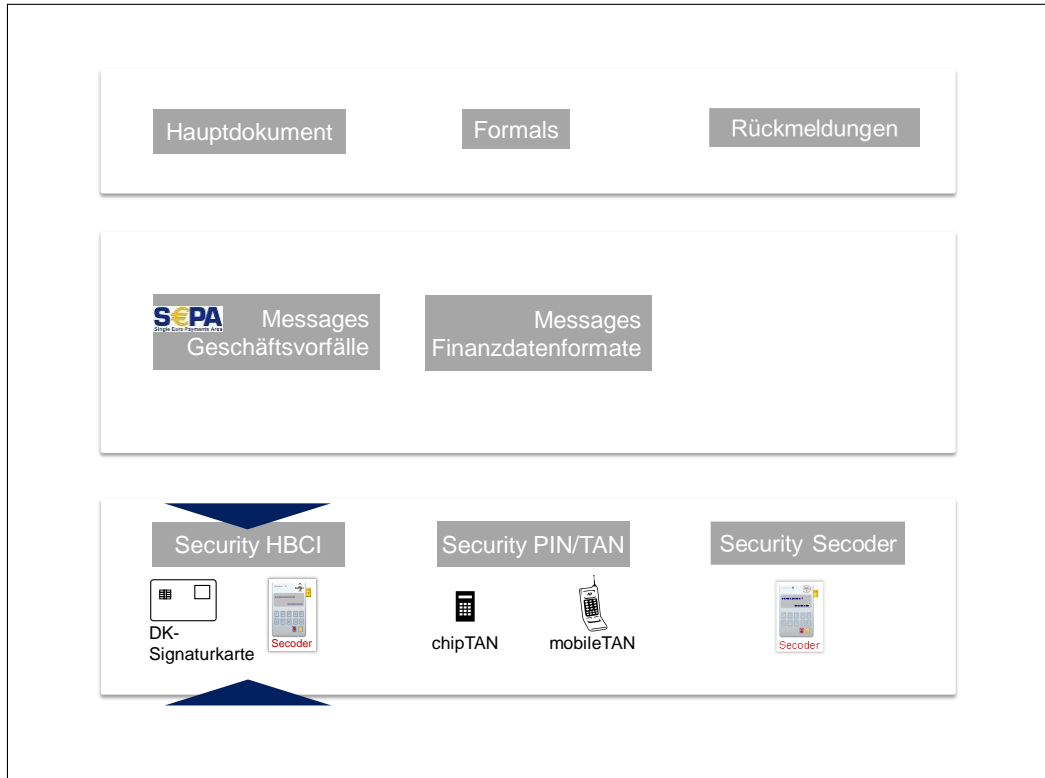 Hauptdokument
Formals
Rückmeldungen
S€PA
Single Euro Payments Area
Messages
Geschäftsvorfälle
Messages
Finanzdatenformate
Security HBCI
Security PIN/TAN
Security Secoder
DK-
Signaturkarte
Secoder
chipTAN
mobileTAN
Secoder